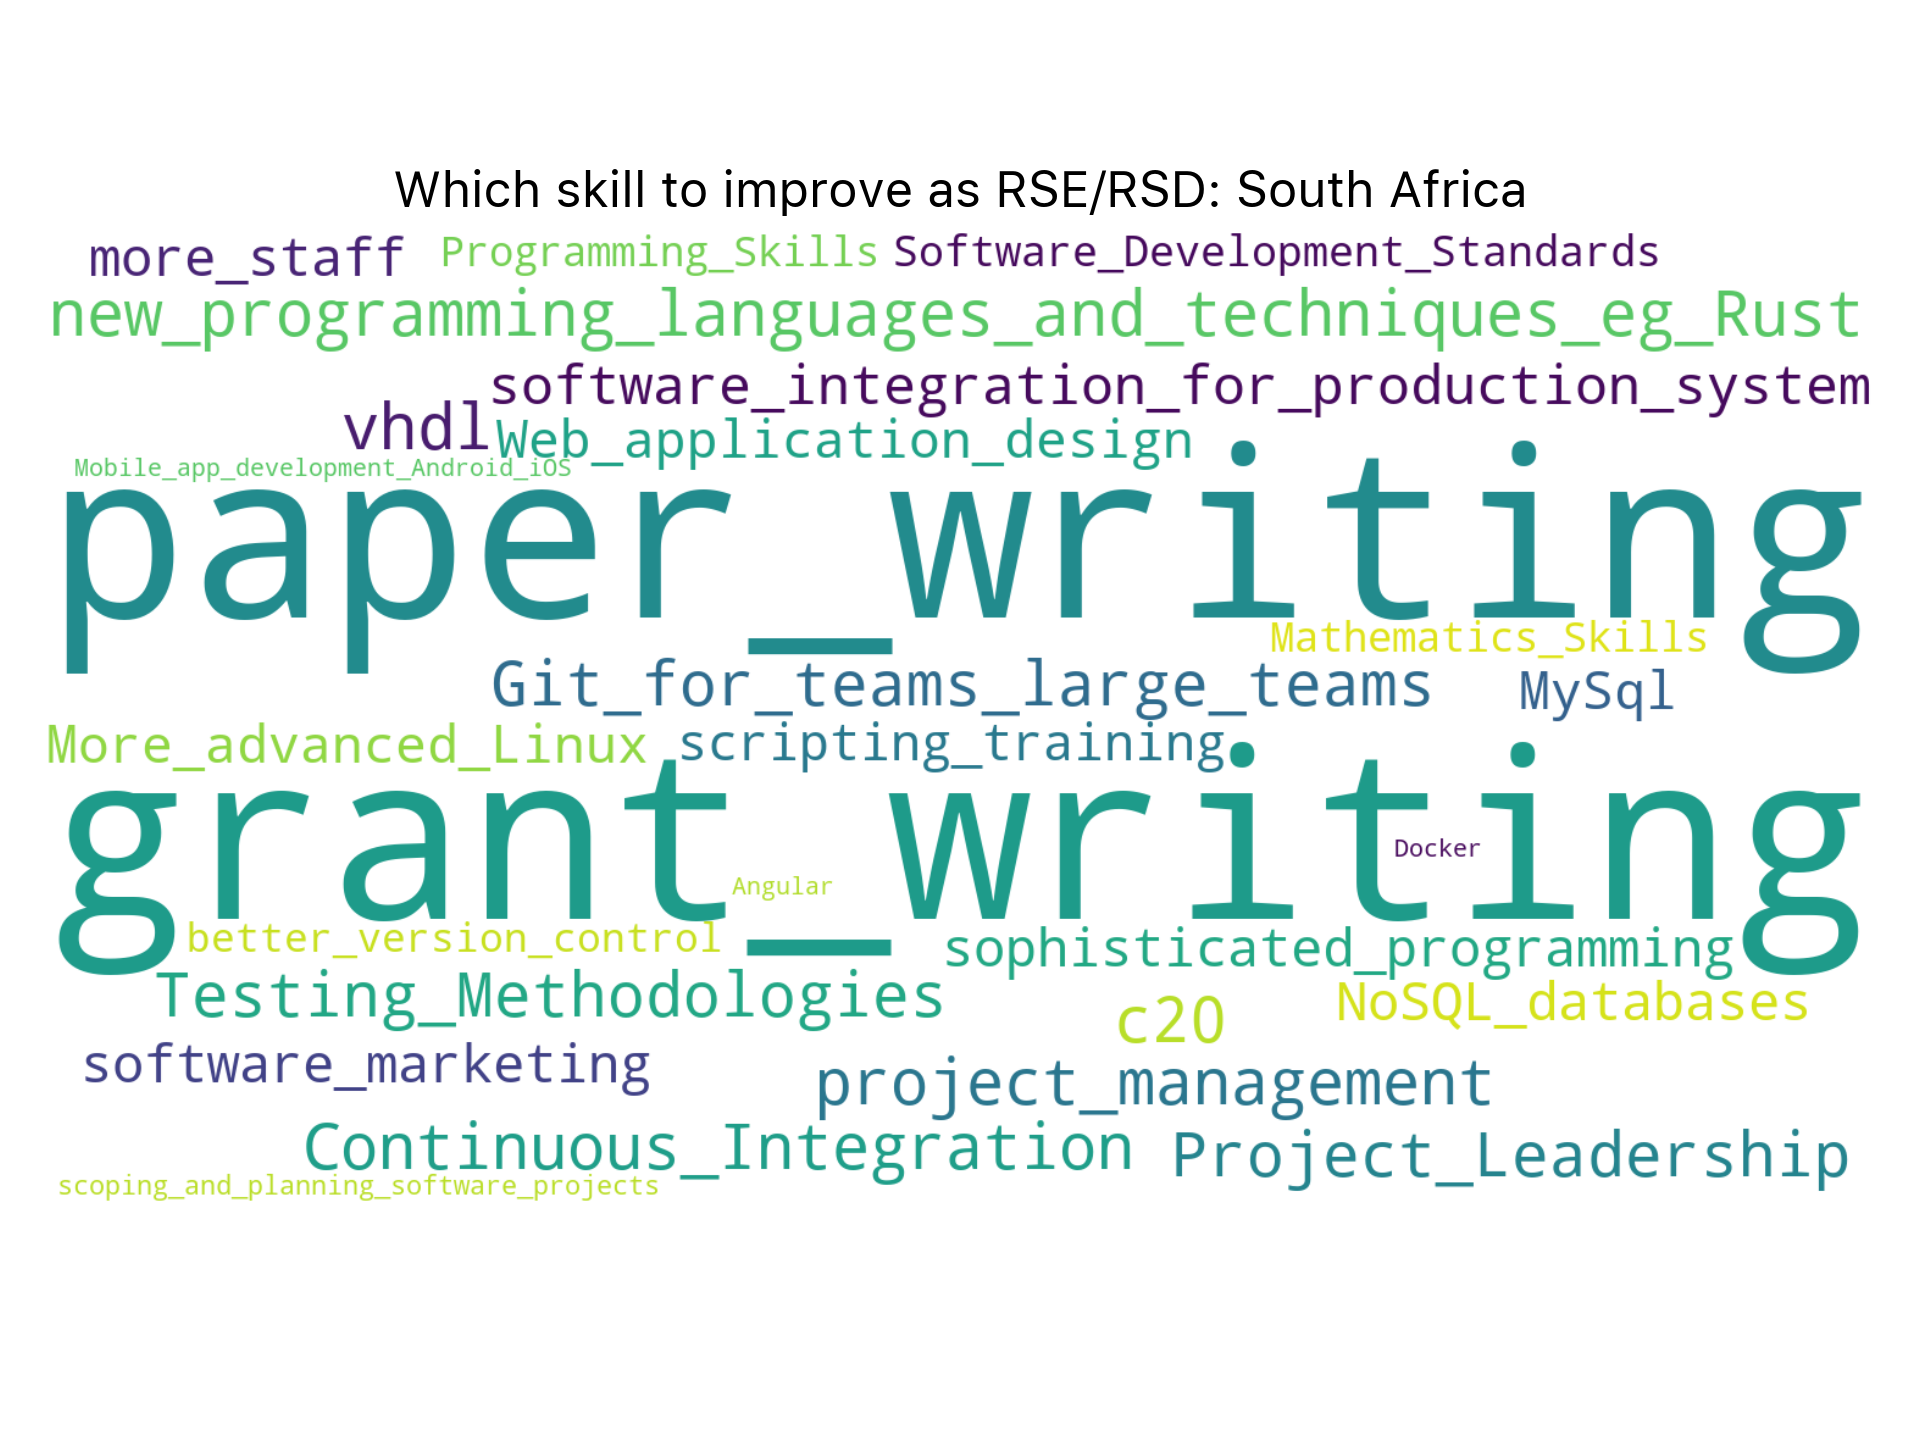 Which skill to improve as RSE/RSD: South Africa
more_staff Programming_Skills Software_Development_Standards
new_programming_languages_and_techniques_eg_Rust
software_integration_for_production_system
vhdl Web_application_design
Mobile_app_development_Android_iOS
paper_writing
Mathematics_Skills
Git_for_teams_large_teams MySql
More_advanced_Linux scripting_training
grant_writing
Docker
Angular
better_version_control sophisticated_programming
Testing_Methodologies c20 NoSQL_databases
software_marketing project_management
Continuous_Integration Project_Leadership
scoping_and_planning_software_projects